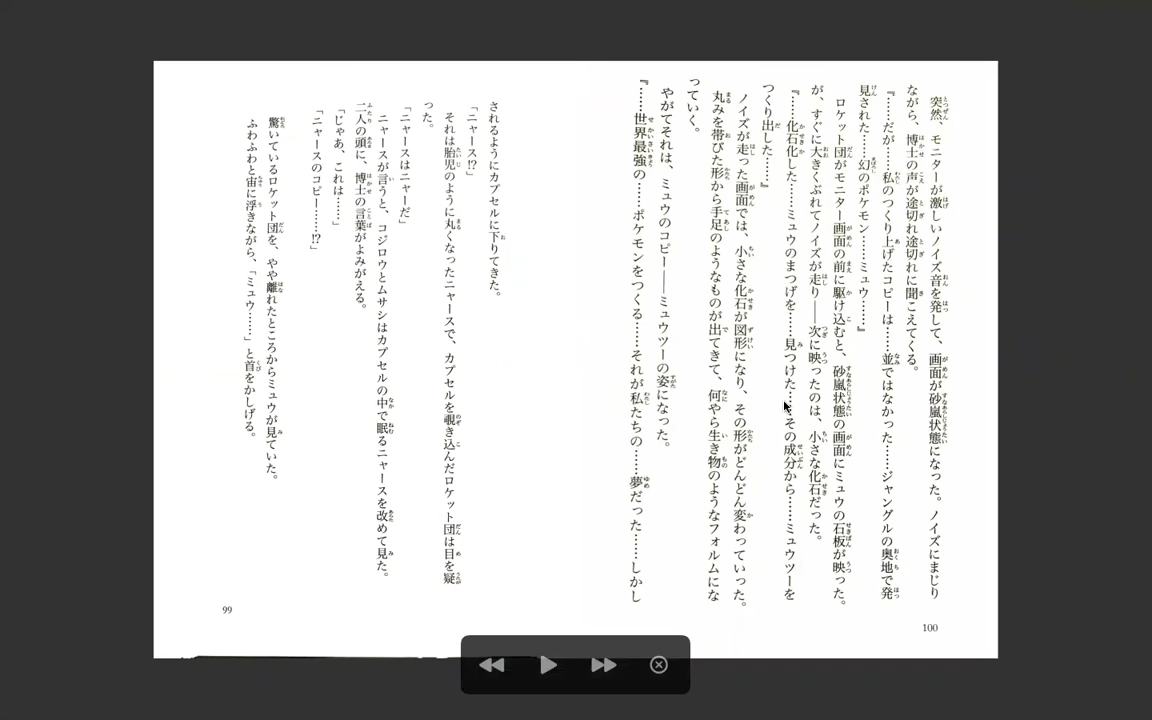 されるようにカプセルに下りてきた。
「ニャース!?」
それは胎児のように丸くなったニャースで、カプセルを覗き込んだロケット団は目を疑
った。
「ニャースはニャーだ」
ニャースが言うと、コジロウとムサシはカプセルの中で眠るニャースを改めて見た。
二人の頭に、博士の言葉がよみがえる。
「じゃあ、これは……」
「ニャースのコピー……!?」
驚いているロケット団を、やや離れたところからミュウが見ていた。
ふわふわと宙に浮きながら、「ミュウ……」と首をかしげる。
99
突然、モニターが激しいノイズ音を発して、画面が砂嵐状態になった。ノイズにまじり
ながら、博士の声が途切れ途切れに聞こえてくる。
『……だが……私のつくり上げたコピーは……並ではなかった……ジャングルの奥地で発
見された……幻のポケモン……ミュウ……』
ロケット団がモニター画面の前に駆け込むと、砂嵐状態の画面にミュウの石板が映った。
が、すぐに大きくぶれてノイズが走り――次に映ったのは、小さな化石だった。
『……化石化した……ミュウのまつげを……見つけた……その成分から……ミュウツーを
つくり出した……』
ノイズが走った画面では、小さな化石が図形になり、その形がどんどん変わっていった。
丸みを帯びた形から手足のようなものが出てきて、何やら生き物のようなフォルムにな
っていく。
やがてそれは、ミュウのコピー――ミュウツーの姿になった。
『……世界最強の……ポケモンをつくる……それが私たちの……夢だった……しかし
100